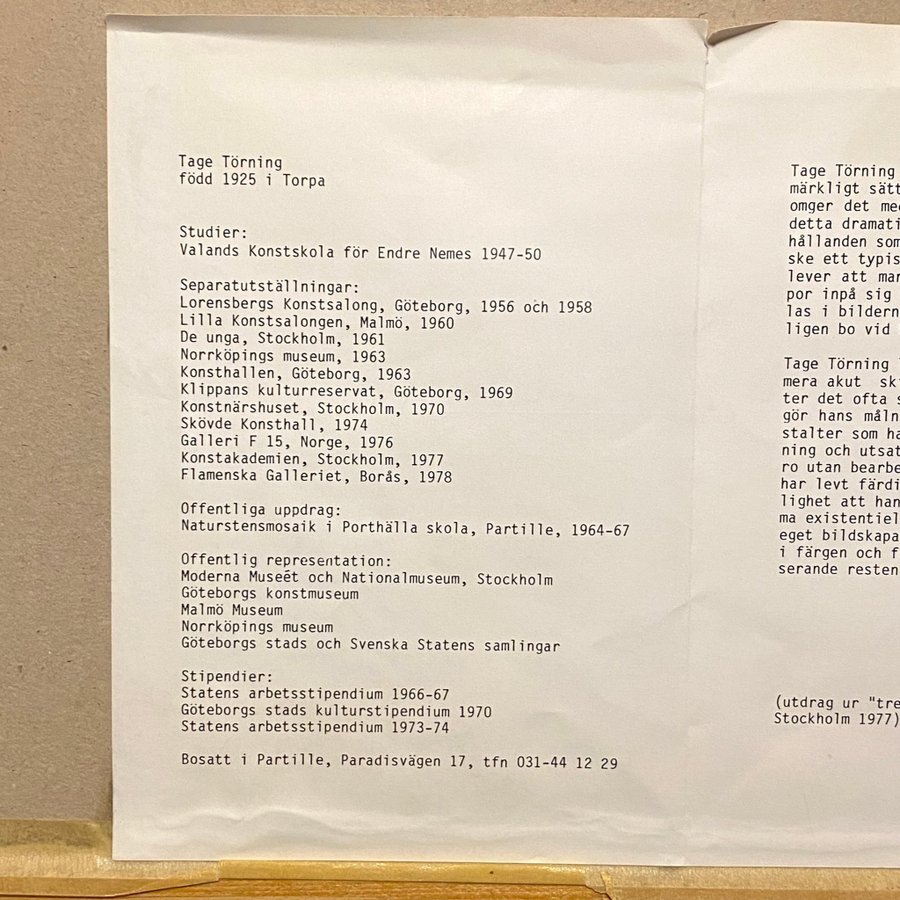 Tage Törning
född 1925 i Torpa
Studier:
Valands Konstskola för Endre Nemes 1947-50
Separatutställningar:
Lorensbergs Konstsalong, Göteborg, 1956 och 1958
Lilla Konstsalongen, Malmö, 1960
De unga, Stockholm, 1961
Norrköpings museum, 1963
Konsthallen, Göteborg, 1963
Klippans kulturreservat, Göteborg, 1969
Konstnärshuset, Stockholm, 1970
Skövde Konsthall, 1974
Galleri F 15, Norge, 1976
Konstakademien, Stockholm, 1977
Flamenska Galleriet, Borås, 1978
Offentliga uppdrag:
Naturstensmosaik i Porthälla skola, Partille, 1964-67
Offentlig representation:
Moderna Museét och Nationalmuseum, Stockholm
Göteborgs konstmuseum
Malmö Museum
Norrköpings museum
Göteborgs stads och Svenska Statens samlingar
Stipendier:
Statens arbetsstipendium 1966-67
Göteborgs stads kulturstipendium 1970
Statens arbetsstipendium 1973-74
Bosatt i Partille, Paradisvägen 17, tfn 031-44 12 29
Tage Törning
märkligt sätt
omger det
detta
hållanden som
ske ett
lever att
por inpå sig
las i
ligen bo vid
Tage Törning
mera akut
ter det ofta
gör hans
stalter som
ning och
ro utan
har levt
lighet att
ma
eget
i färgen och
serande resten
(utdrag ur
Stockholm 1977)